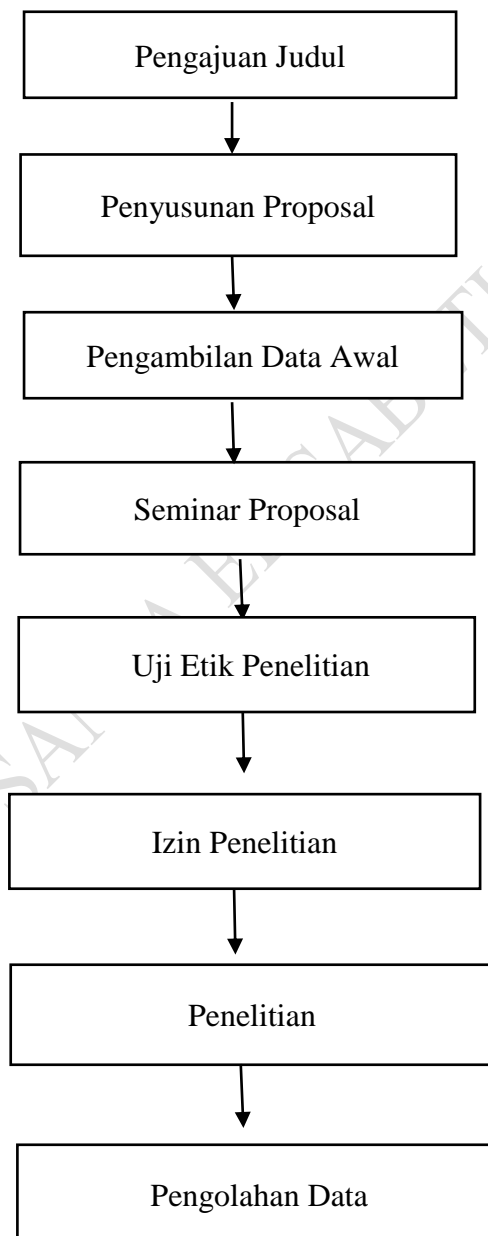 Pengajuan Judul
Penyusunan Proposal
Pengambilan Data Awal
Seminar Proposal
Uji Etik Penelitian
Izin Penelitian
Penelitian
Pengolahan Data